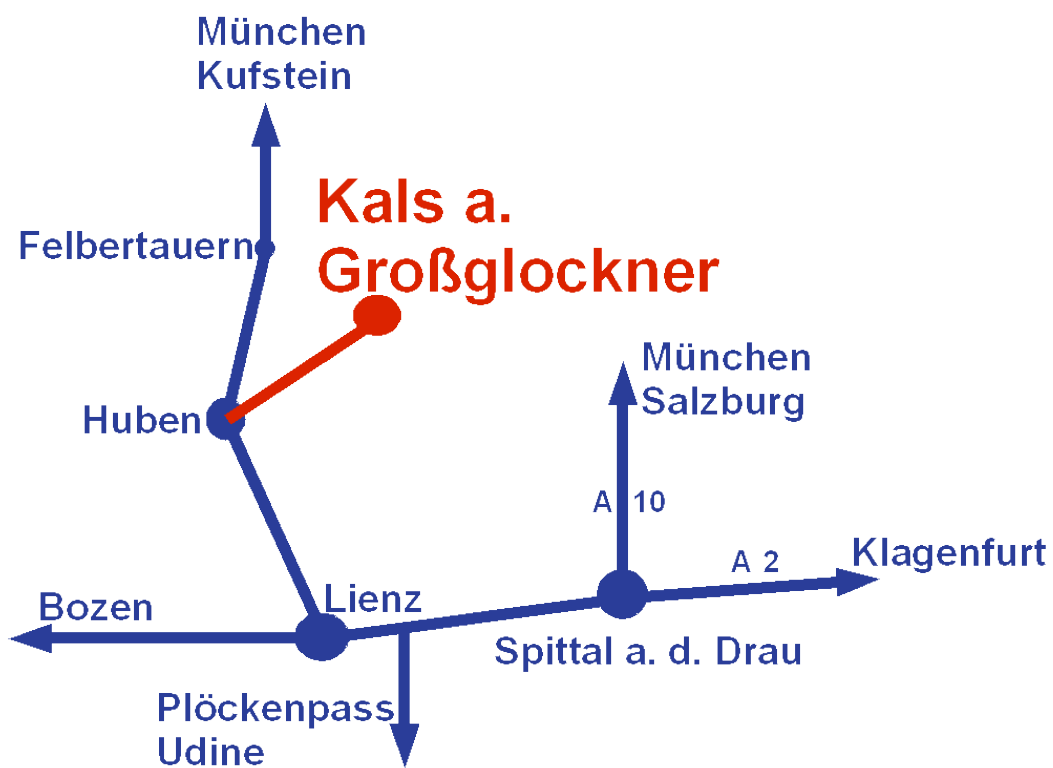 München
Kufstein
Kals a.
Großglockner
Felbertauern
München
Salzburg
Huben
A 10
A 2
Klagenfurt
Bozen
Lienz
Spittal a. d. Drau
Plöckenpass
Udine